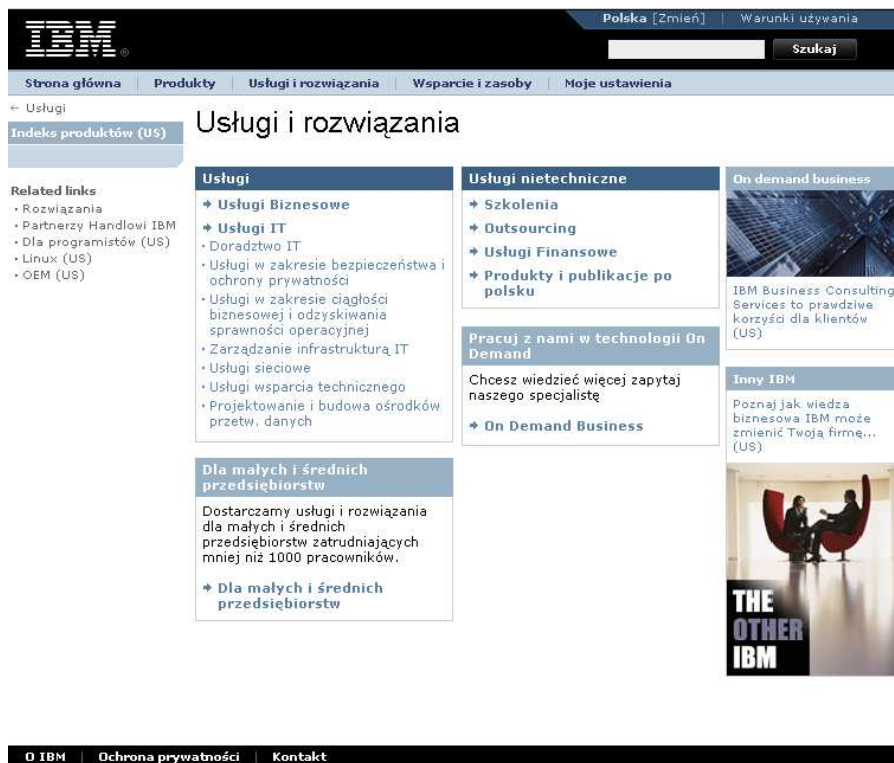 Polska [Zmień] | Warunki używania
IBM®
Szukaj
Strona główna | Produkty | Usługi i rozwiązania | Wsparcie i zasoby | Moje ustawienia
← Usługi
Indeks produktów (US)
Related links
· Rozwiązania
· Partnerzy Handlowi IBM
· Dla programistów (US)
· Linux (US)
· OEM (US)
Usługi i rozwiązania
Usługi
Usługi Biznesowe
Usługi IT
· Doradztwo IT
· Usługi w zakresie bezpieczeństwa i
ochrony prywatności
· Usługi w zakresie ciągłości
biznesowej i odzyskiwania
sprawności operacyjnej
· Zarządzanie infrastrukturą IT
· Usługi sieciowe
· Usługi wsparcia technicznego
· Projektowanie i budowa ośrodków
przetw. danych
Dla małych i średnich
przedsiębiorstw
Dostarczamy usługi i rozwiązania
dla małych i średnich
przedsiębiorstw zatrudniających
mniej niż 1000 pracowników.
Dla małych i średnich
przedsiębiorstw
Usługi nietechniczne
Szkolenia
Outsourcing
Usługi Finansowe
Produkty i publikacje po
polsku
Pracuj z nami w technologii On
Demand
Chcesz wiedzieć więcej zapytaj
naszego specjalistę
On Demand Business
On demand business
IBM Business Consulting
Services to prawdziwe
korzyści dla klientów
(US)
Inny IBM
Poznaj jak wiedza
biznesowa IBM może
zmienić Twoją firmę...
(US)
THE
OTHER
IBM
O IBM | Ochrona prywatności | Kontakt